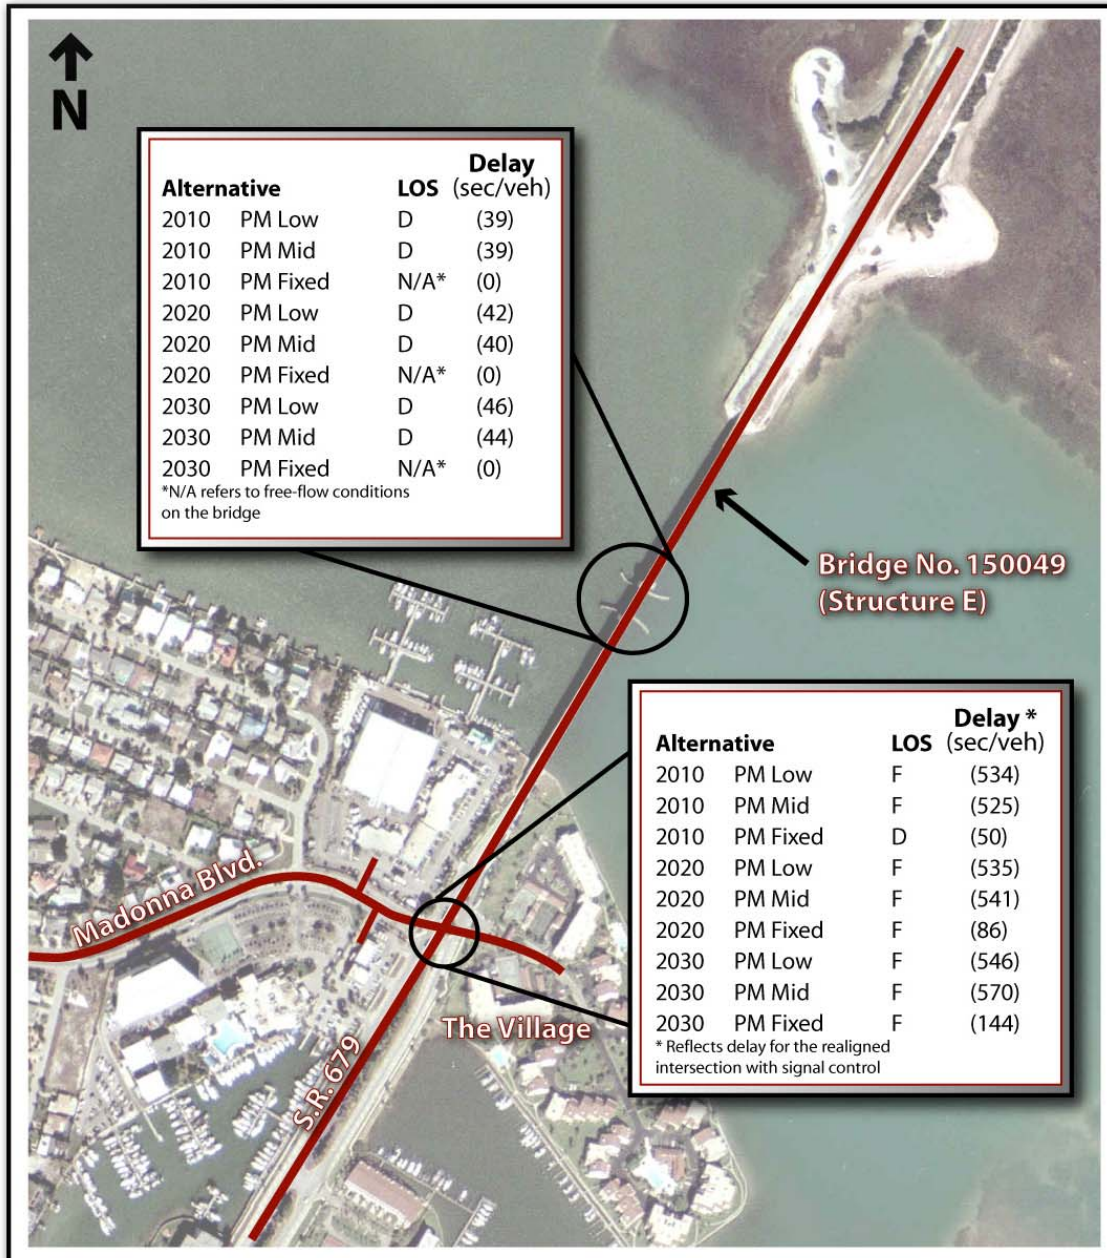 N
Delay
Alternative LOS (sec/veh)
2010 PM Low D (39)
2010 PM Mid D (39)
2010 PM Fixed N/A* (0)
2020 PM Low D (42)
2020 PM Mid D (40)
2020 PM Fixed N/A* (0)
2030 PM Low D (46)
2030 PM Mid D (44)
2030 PM Fixed N/A* (0)
*N/A refers to free-flow conditions
on the bridge
Bridge No. 150049
(Structure E)
Delay *
Alternative LOS (sec/veh)
2010 PM Low F (534)
2010 PM Mid F (525)
2010 PM Fixed D (50)
2020 PM Low F (535)
2020 PM Mid F (541)
2020 PM Fixed F (86)
2030 PM Low F (546)
2030 PM Mid F (570)
2030 PM Fixed F (144)
* Reflects delay for the realigned
intersection with signal control
Madonna Blvd.
The Village
S.R. 679